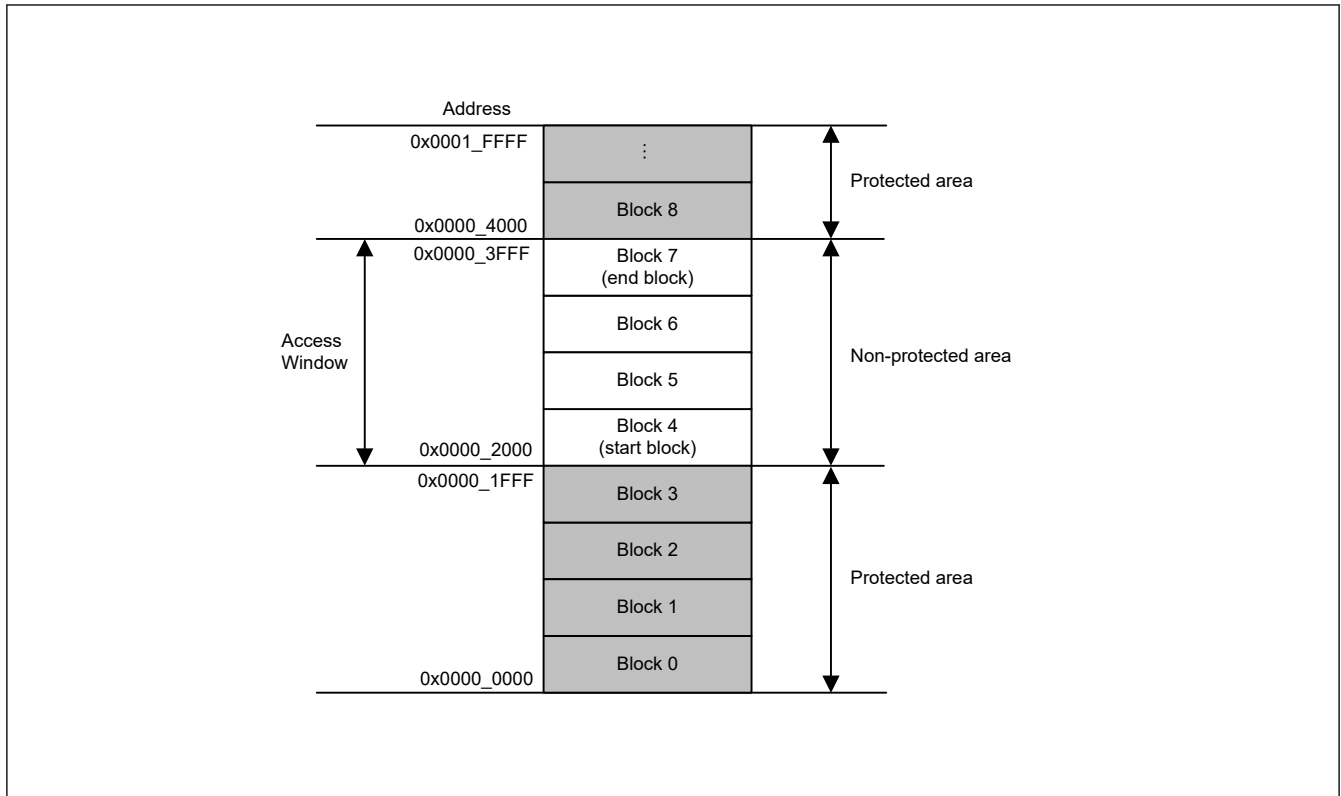 Address
0x0001_FFFF
⋮
Protected area
Block 8
0x0000_4000
0x0000_3FFF
Block 7
(end block)
Block 6
Access
Window
Non-protected area
Block 5
Block 4
(start block)
0x0000_2000
0x0000_1FFF
Block 3
Block 2
Protected area
Block 1
Block 0
0x0000_0000